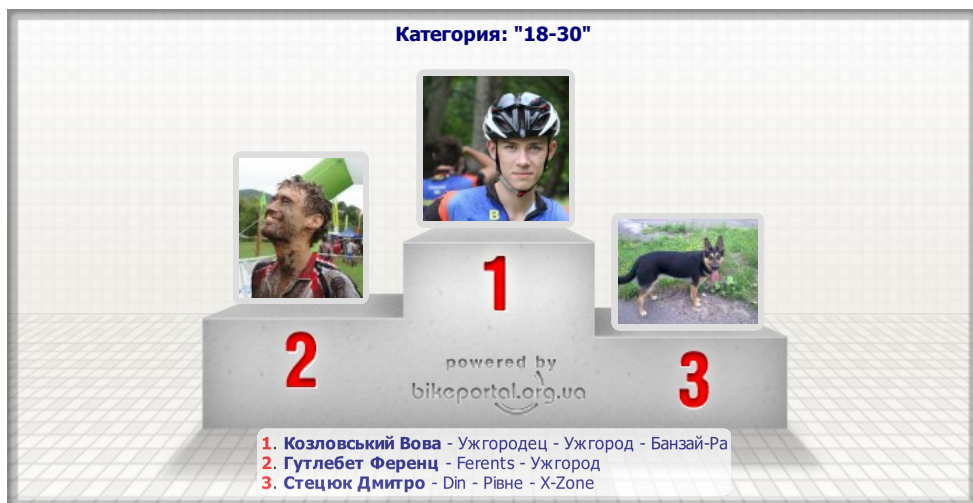 Категория: "18-30"
1
2
3
powered by
bikeportal.org.ua
B
1. Козловський Вова - Ужгородец - Ужгород - Банзай-Ра
2. Гутлебет Ференц - Ferents - Ужгород
3. Стецюк Дмитро - Din - Рівне - X-Zone